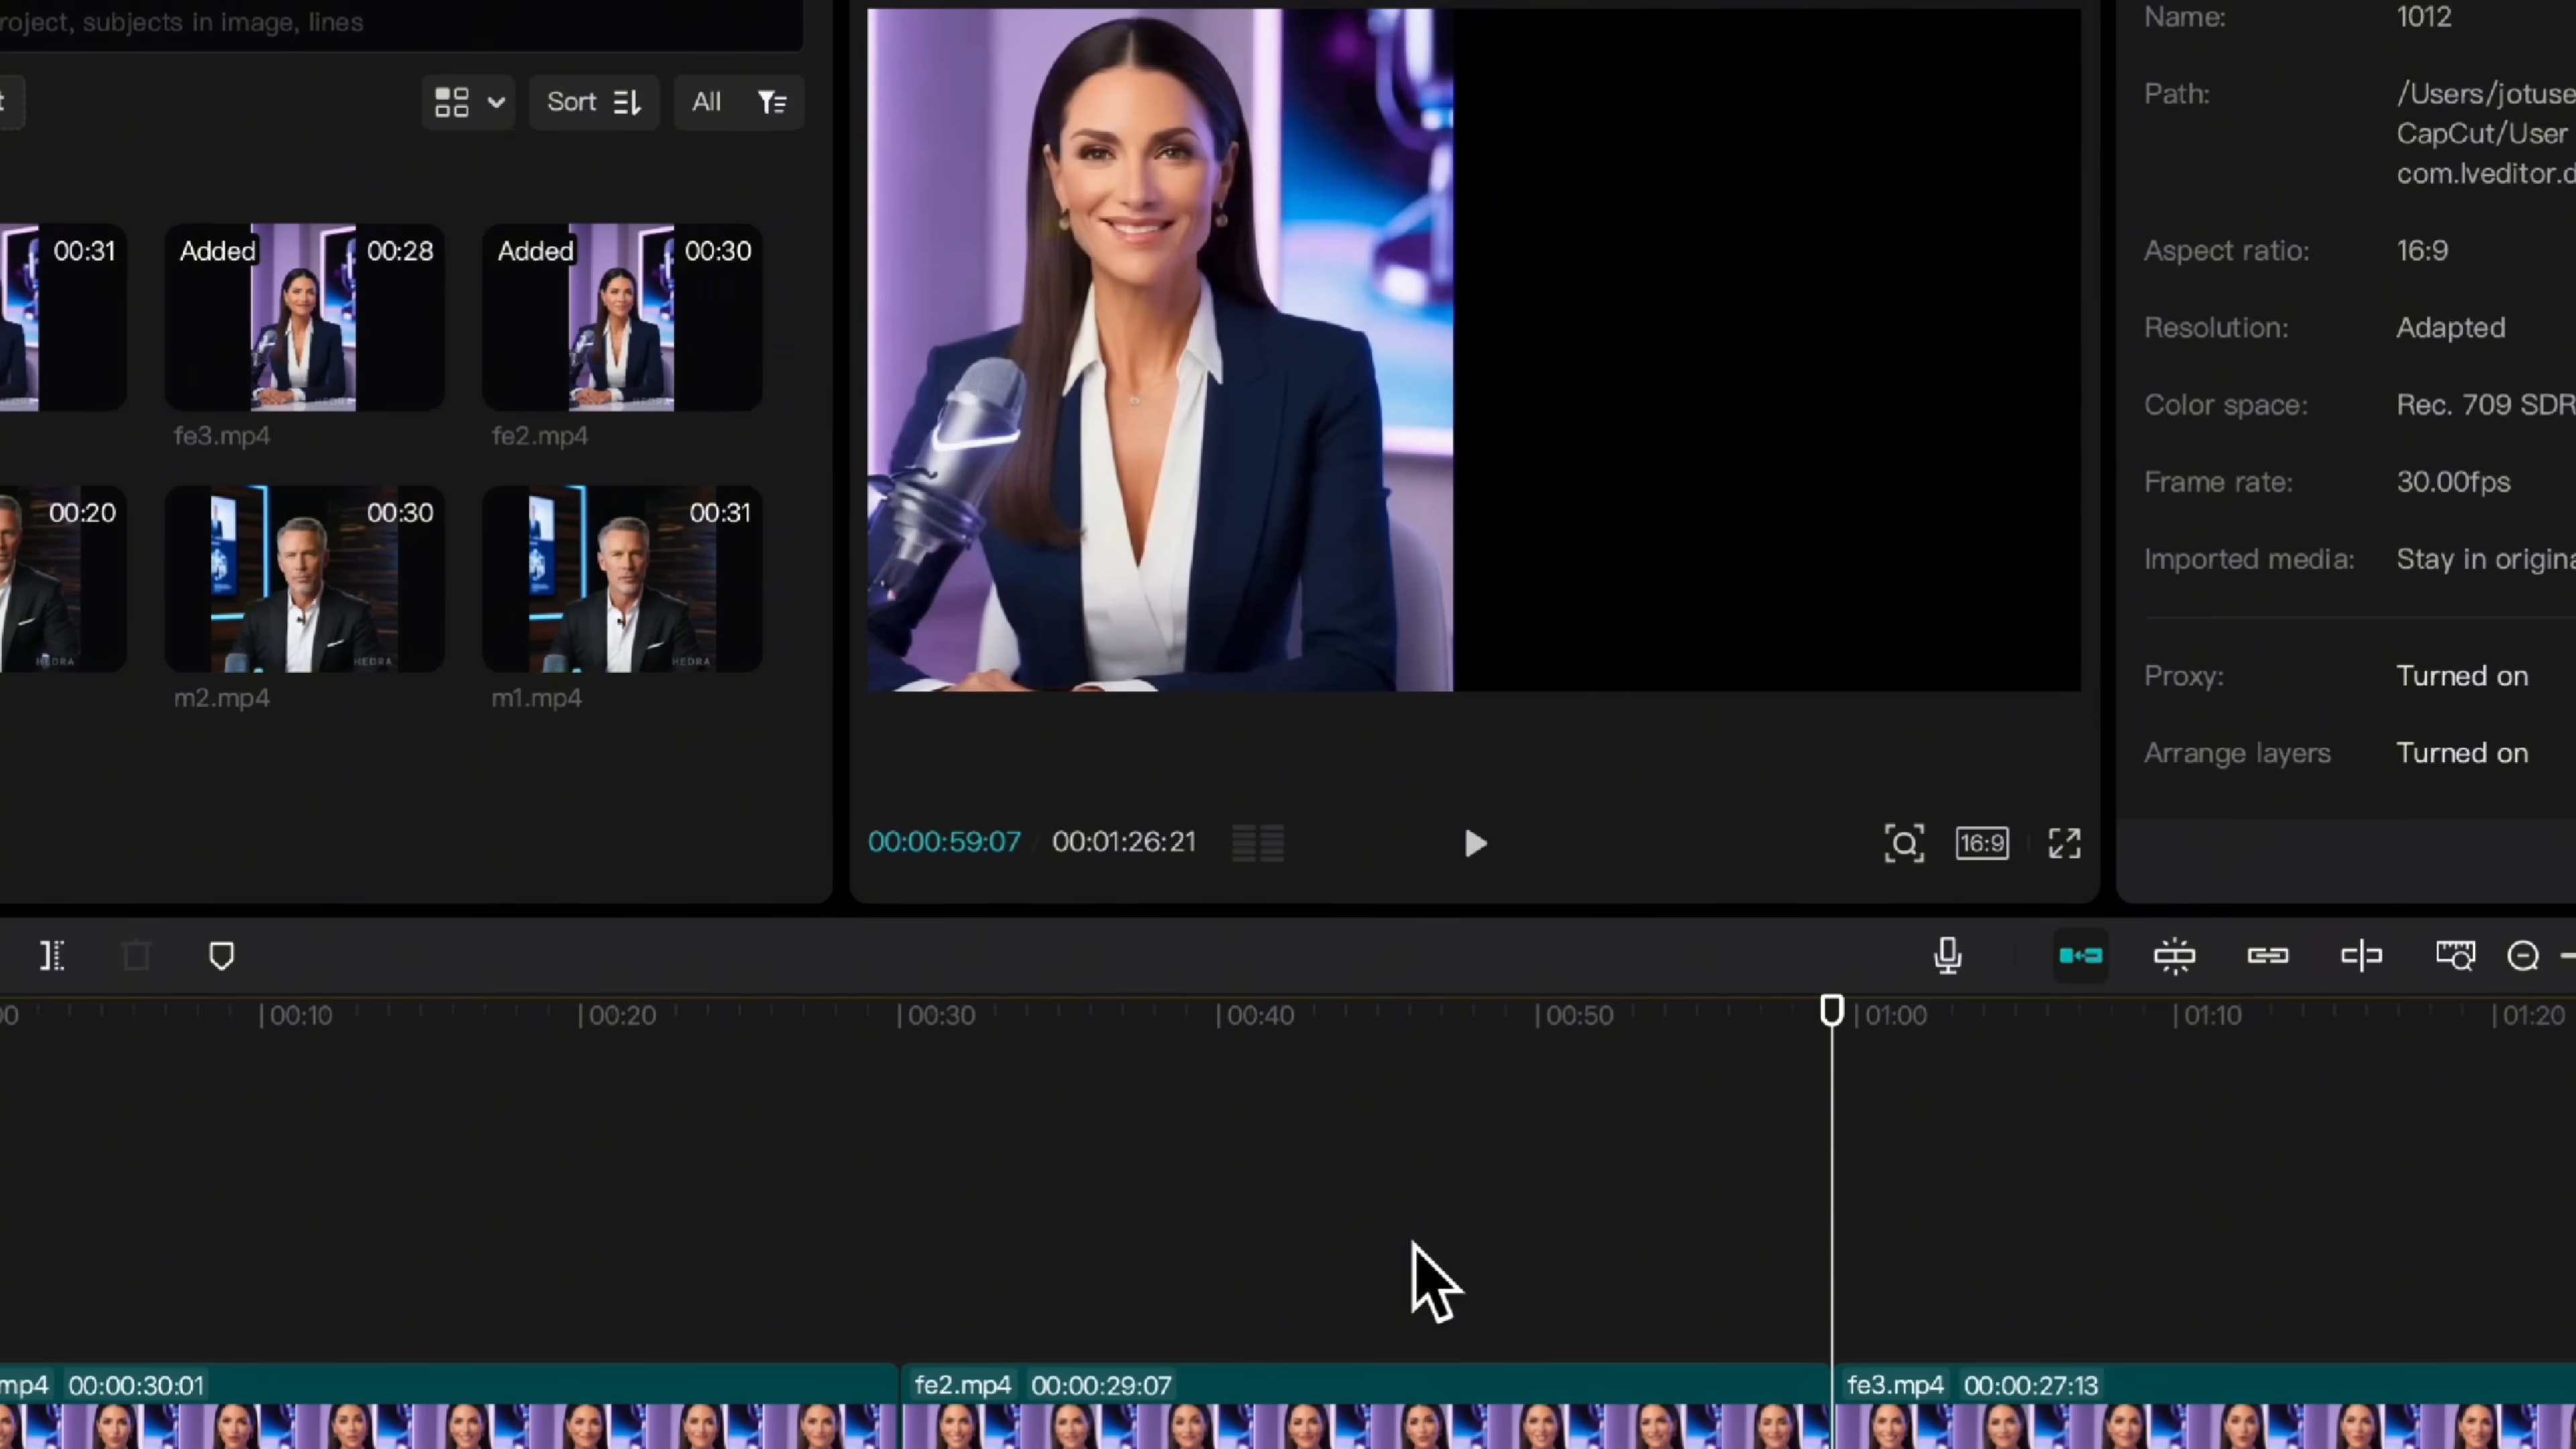 roject, subjects in image, lines
Sort
All
00:31
Added
00:28
Added
00:30
fe3.mp4
fe2.mp4
00:20
HEDRA
00:30
HEDRA
00:31
HEDRA
m2.mp4
m1.mp4
00:00:59:07 / 00:01:26:21
16:9
Name: 1012
Path: /Users/jotuse
CapCut/User
com.lveditor.d
Aspect ratio: 16:9
Resolution: Adapted
Color space: Rec. 709 SDR
Frame rate: 30.00fps
Imported media: Stay in origina
Proxy: Turned on
Arrange layers Turned on
00:10
00:20
00:30
00:40
00:50
01:00
01:10
01:20
mp4 00:00:30:01
fe2.mp4 00:00:29:07
fe3.mp4 00:00:27:13